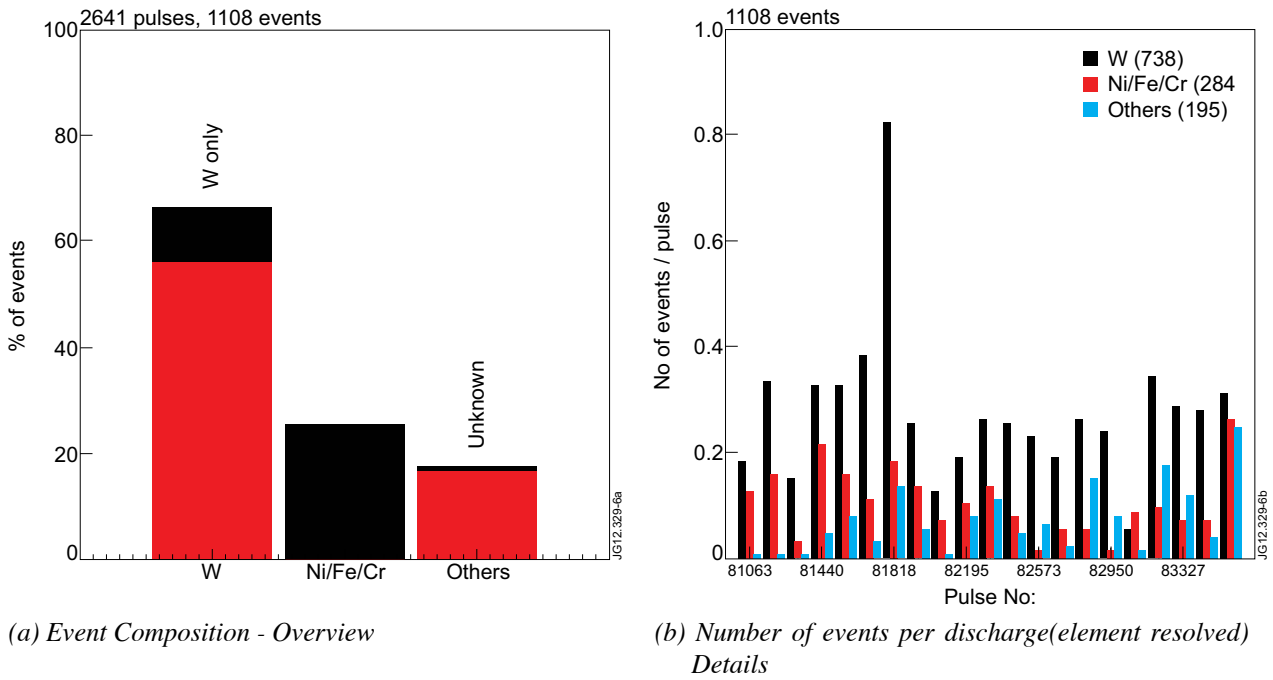 2641 pulses, 1108 events
100
80
60
40
20
0
% of events
W only
Unknown
W
Ni/Fe/Cr
Others
JG12.329-6a
(a) Event Composition - Overview
1108 events
1.0
0.8
0.6
0.4
0.2
0
No of events / pulse
W (738)
Ni/Fe/Cr (284
Others (195)
81063
81440
81818
82195
82573
82950
83327
Pulse No:
JG12.329-6b
(b) Number of events per discharge(element resolved)
Details